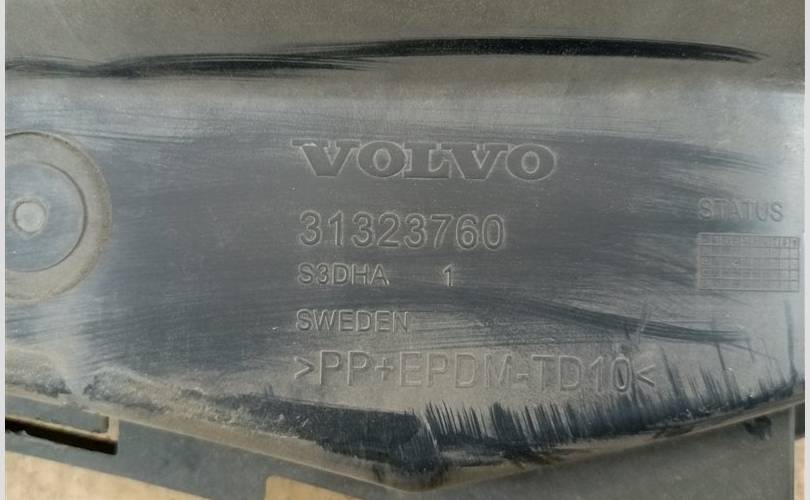 VOLVO
31323760
STATUS
S3DHA 1
SWEDEN
>PP+EPDM-TD10<